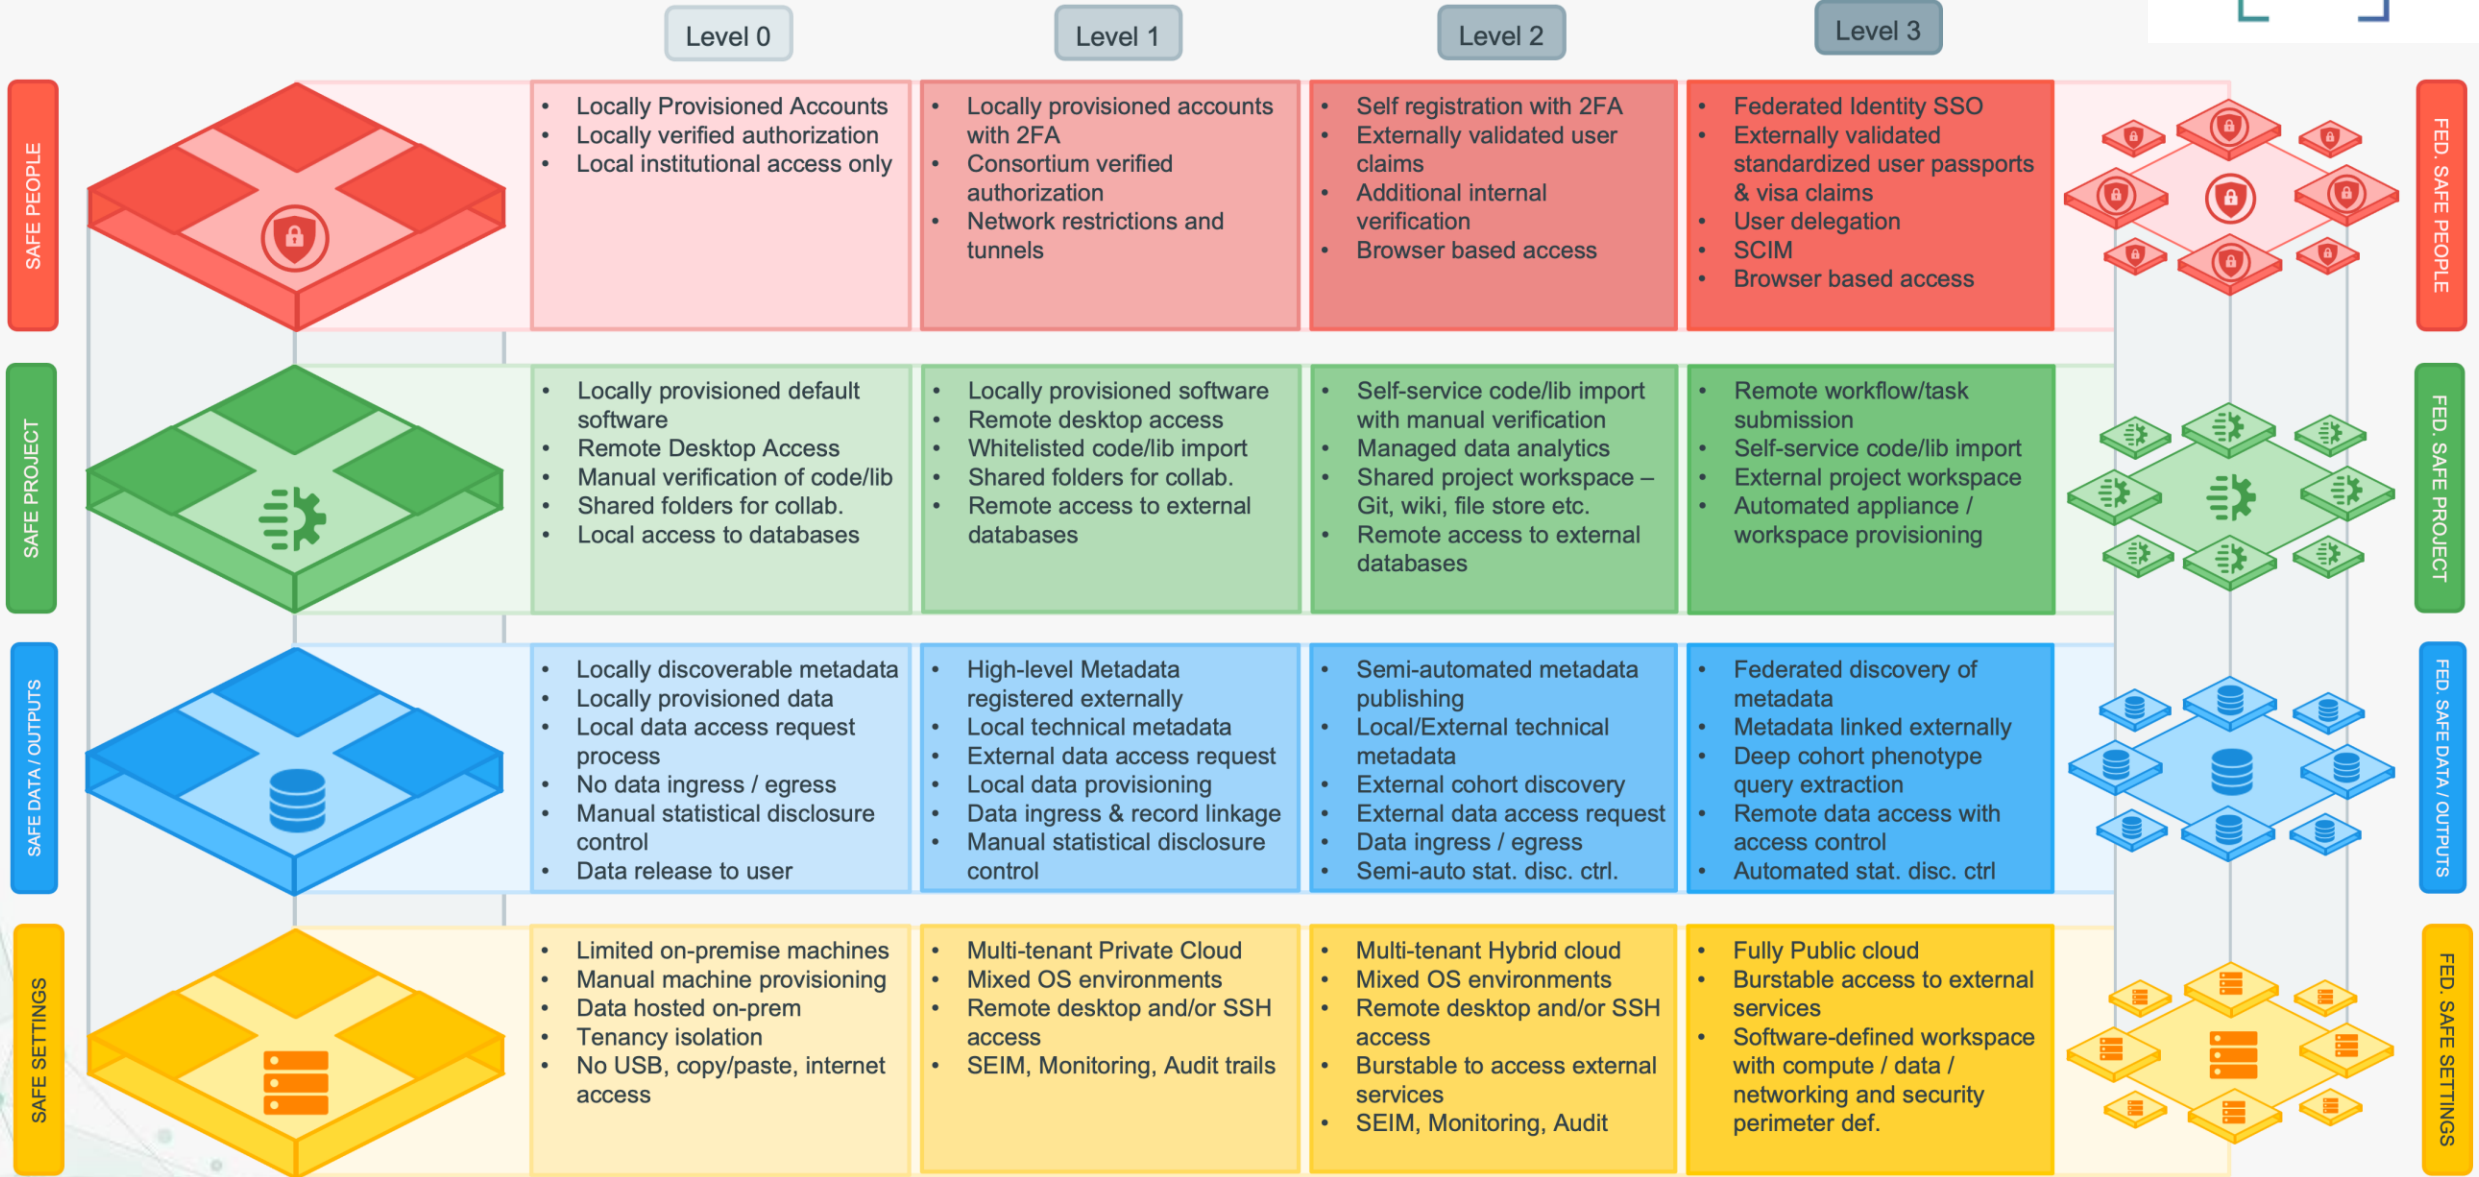 Level 0
Level 1
Level 2
Level 3
SAFE PEOPLE
• Locally Provisioned Accounts
• Locally verified authorization
• Local institutional access only
• Locally provisioned accounts
with 2FA
• Consortium verified
authorization
• Network restrictions and
tunnels
• Self registration with 2FA
• Externally validated user
claims
• Additional internal
verification
• Browser based access
• Federated Identity SSO
• Externally validated
standardized user passports
& visa claims
• User delegation
• SCIM
• Browser based access
FED. SAFE PEOPLE
SAFE PROJECT
• Locally provisioned default
software
• Remote Desktop Access
• Manual verification of code/lib
• Shared folders for collab.
• Local access to databases
• Locally provisioned software
• Remote desktop access
• Whitelisted code/lib import
• Shared folders for collab.
• Remote access to external
databases
• Self-service code/lib import
with manual verification
• Managed data analytics
• Shared project workspace –
Git, wiki, file store etc.
• Remote access to external
databases
• Remote workflow/task
submission
• Self-service code/lib import
• External project workspace
• Automated appliance /
workspace provisioning
FED. SAFE PROJECT
SAFE DATA / OUTPUTS
• Locally discoverable metadata
• Locally provisioned data
• Local data access request
process
• No data ingress / egress
• Manual statistical disclosure
control
• Data release to user
• High-level Metadata
registered externally
• Local technical metadata
• External data access request
• Local data provisioning
• Data ingress & record linkage
• Manual statistical disclosure
control
• Semi-automated metadata
publishing
• Local/External technical
metadata
• External cohort discovery
• External data access request
• Data ingress / egress
• Semi-auto stat. disc. ctrl.
• Federated discovery of
metadata
• Metadata linked externally
• Deep cohort phenotype
query extraction
• Remote data access with
access control
• Automated stat. disc. ctrl
FED. SAFE DATA / OUTPUTS
SAFE SETTINGS
• Limited on-premise machines
• Manual machine provisioning
• Data hosted on-prem
• Tenancy isolation
• No USB, copy/paste, internet
access
• Multi-tenant Private Cloud
• Mixed OS environments
• Remote desktop and/or SSH
access
• SEIM, Monitoring, Audit trails
• Multi-tenant Hybrid cloud
• Mixed OS environments
• Remote desktop and/or SSH
access
• Burstable to access external
services
• SEIM, Monitoring, Audit
• Fully Public cloud
• Burstable access to external
services
• Software-defined workspace
with compute / data /
networking and security
perimeter def.
FED. SAFE SETTINGS